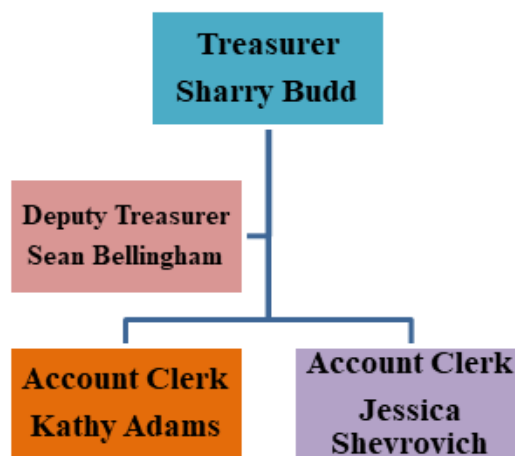 Treasurer
Sharry Budd
Deputy Treasurer
Sean Bellingham
Account Clerk
Kathy Adams
Account Clerk
Jessica
Shevrovich